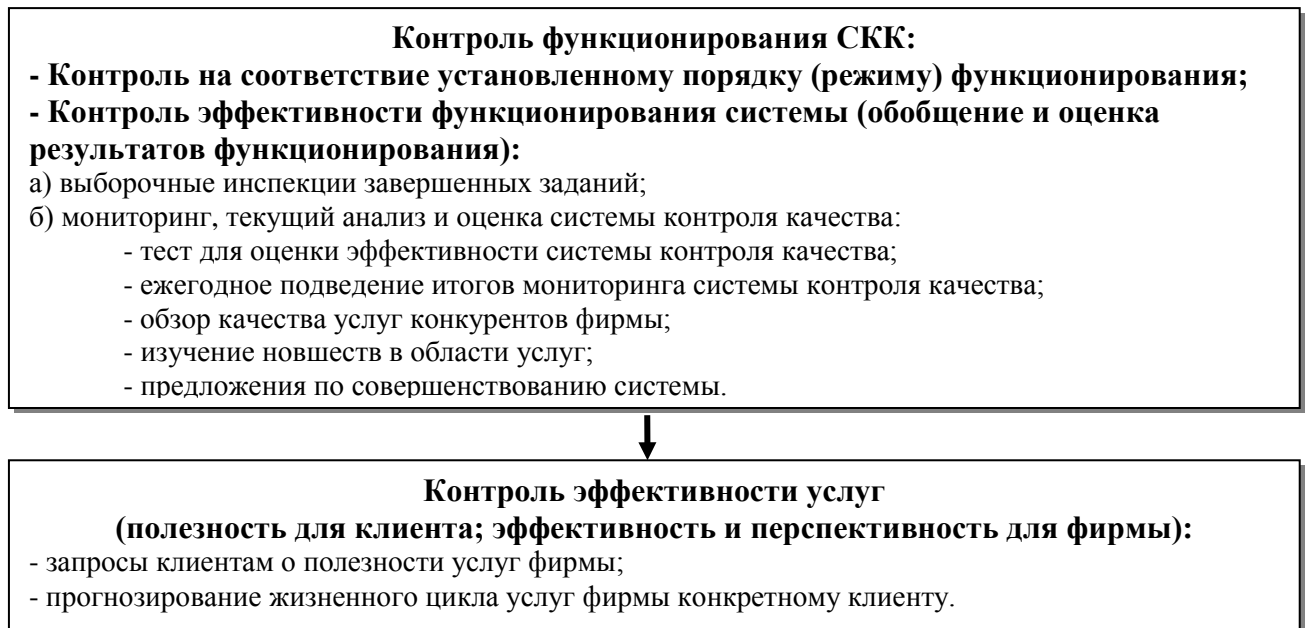 Контроль функционирования СКК:
- Контроль на соответствие установленному порядку (режиму) функционирования;
- Контроль эффективности функционирования системы (обобщение и оценка
результатов функционирования):
а) выборочные инспекции завершенных заданий;
б) мониторинг, текущий анализ и оценка системы контроля качества:
- тест для оценки эффективности системы контроля качества;
- ежегодное подведение итогов мониторинга системы контроля качества;
- обзор качества услуг конкурентов фирмы;
- изучение новшеств в области услуг;
- предложения по совершенствованию системы.
Контроль эффективности услуг
(полезность для клиента; эффективность и перспективность для фирмы):
- запросы клиентам о полезности услуг фирмы;
- прогнозирование жизненного цикла услуг фирмы конкретному клиенту.